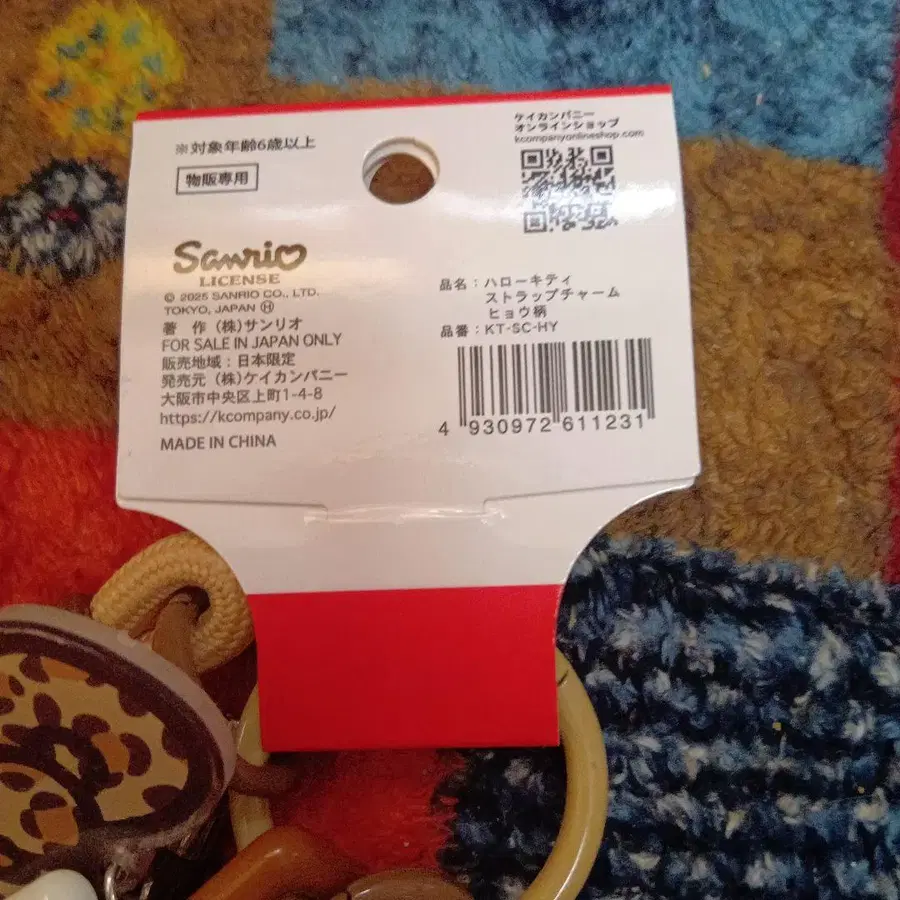 ※対象年齢6歳以上
物販専用
ケイカンパニー
オンラインショップ
kcompanyonlineshop.com
Sanrio
LICENSE
© 2025 SANRIO CO., LTD.
TOKYO, JAPAN Ⓗ
著 作 (株)サンリオ
FOR SALE IN JAPAN ONLY
販売地域：日本限定
発売元 (株)ケイカンパニー
大阪市中央区上町1-4-8
https://kcompany.co.jp/
MADE IN CHINA
品名：ハローキティ
ストラップチャーム
ヒョウ柄
品番：KT-SC-HY
4 930972 611231